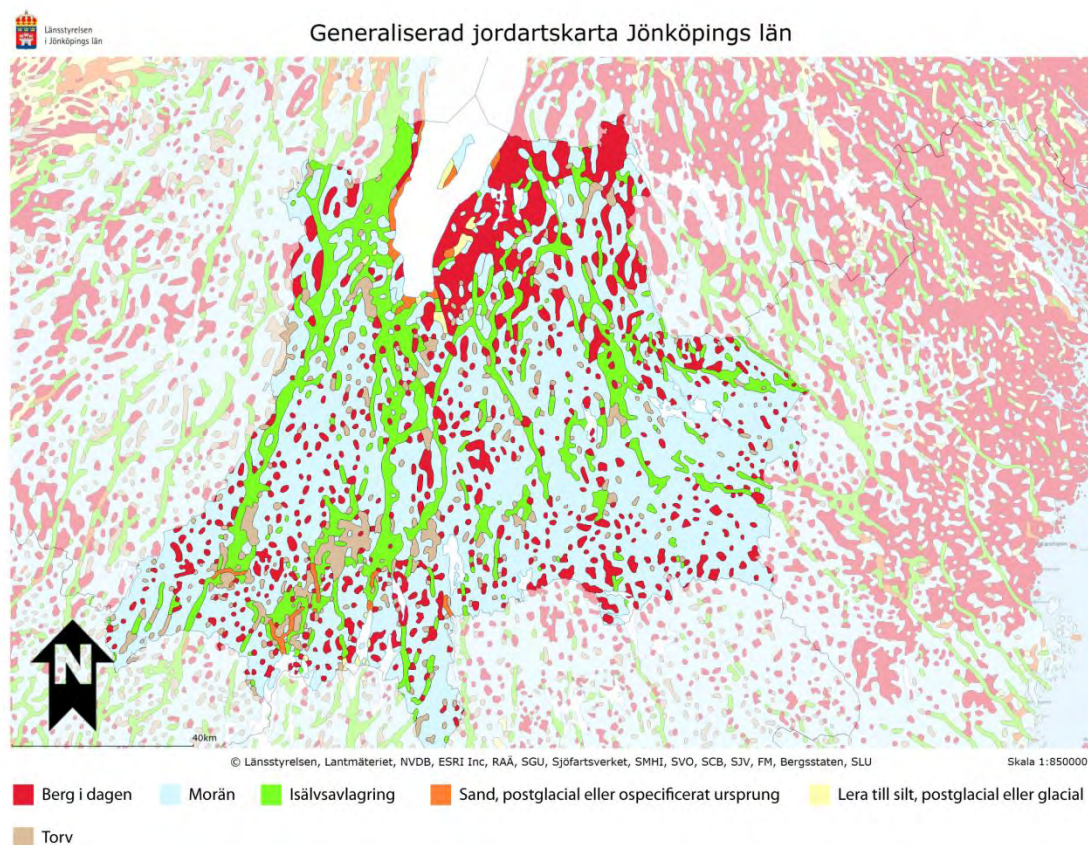 Länsstyrelsen
i Jönköpings län
Generaliserad jordartskarta Jönköpings län
N
40km
© Länsstyrelsen, Lantmäteriet, NVDB, ESRI Inc, RAÄ, SGU, Sjöfartsverket, SMHI, SVO, SCB, SJV, FM, Bergsstaten, SLU
Skala 1:850000
Berg i dagen
Morän
Isälvsavlagring
Sand, postglacial eller ospecificerat ursprung
Lera till silt, postglacial eller glacial
Torv